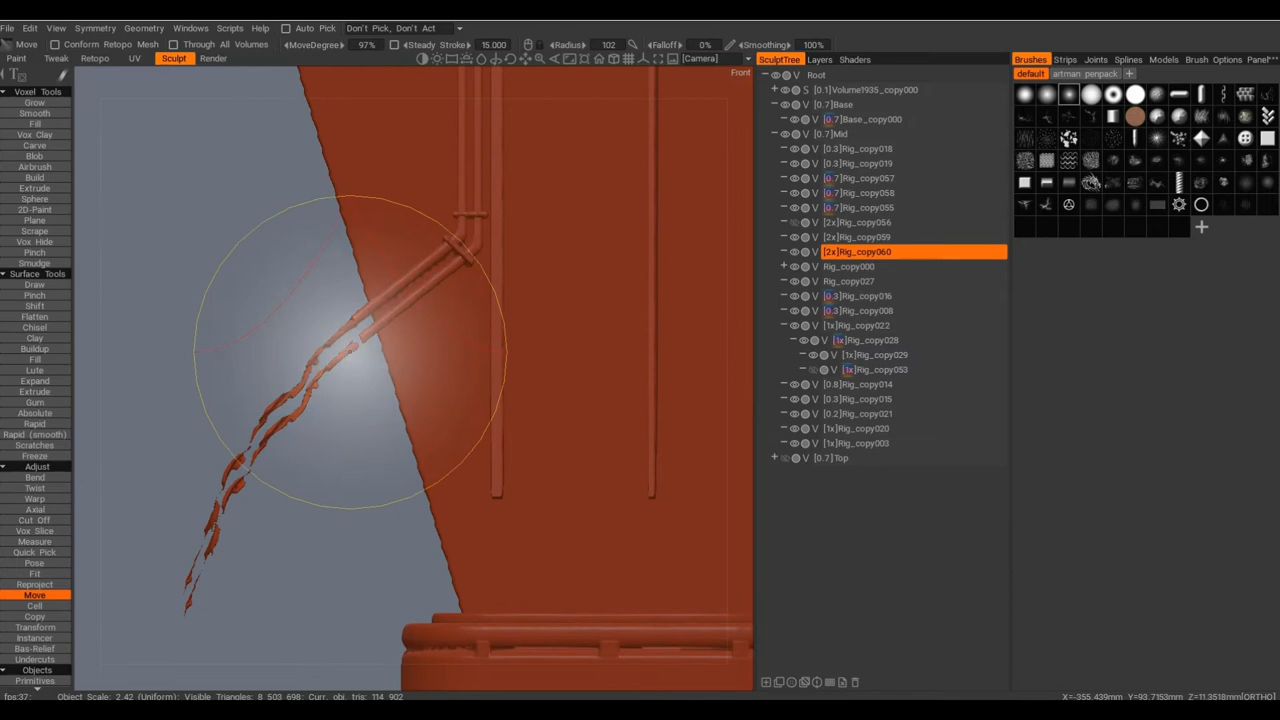 File Edit View Symmetry Geometry Windows Scripts Help Auto Pick Don't Pick, Don't Act
Move Conform Retopo Mesh Through All Volumes MoveDegree 97% Steady Stroke 15.000 Radius 102 Falloff 0% Smoothing 100%
Paint Tweak Retopo UV Sculpt Render [Camera]
Front
Voxel Tools
Grow
Smooth
Fill
Vox Clay
Carve
Blob
Airbrush
Build
Extrude
Sphere
2D-Paint
Plane
Scrape
Vox Hide
Pinch
Smudge
Surface Tools
Draw
Pinch
Shift
Flatten
Chisel
Clay
Buildup
Fill
Lute
Expand
Extrude
Gum
Absolute
Rapid
Rapid (smooth)
Scratches
Freeze
Adjust
Bend
Twist
Warp
Axial
Cut Off
Vox Slice
Measure
Quick Pick
Pose
Fit
Reproject
Move
Cell
Copy
Transform
Instancer
Bas-Relief
Undercuts
Objects
Primitives
SculptTree Layers Shaders
Root
S [0.1]Volume1935_copy000
V [0.7]Base
V [0.7]Base_copy000
V [0.7]Mid
V [0.3]Rig_copy018
V [0.3]Rig_copy019
V [0.7]Rig_copy057
V [0.7]Rig_copy058
V [0.7]Rig_copy055
V [2x]Rig_copy056
V [2x]Rig_copy059
V [2x]Rig_copy060
V Rig_copy000
V Rig_copy027
V [0.3]Rig_copy016
V [0.3]Rig_copy008
V [1x]Rig_copy022
V [1x]Rig_copy028
V [1x]Rig_copy029
V [1x]Rig_copy053
V [0.8]Rig_copy014
V [0.3]Rig_copy015
V [0.2]Rig_copy021
V [1x]Rig_copy020
V [1x]Rig_copy003
V [0.7]Top
Brushes Strips Joints Splines Models Brush Options Panel
default artman penpack
fps:37; Object Scale: 2.42 (Uniform); Visible Triangles: 8 503 698; Curr. obj. tris: 114 902
X=-355.439mm Y=93.7153mm Z=11.3518mm[ORTHO]